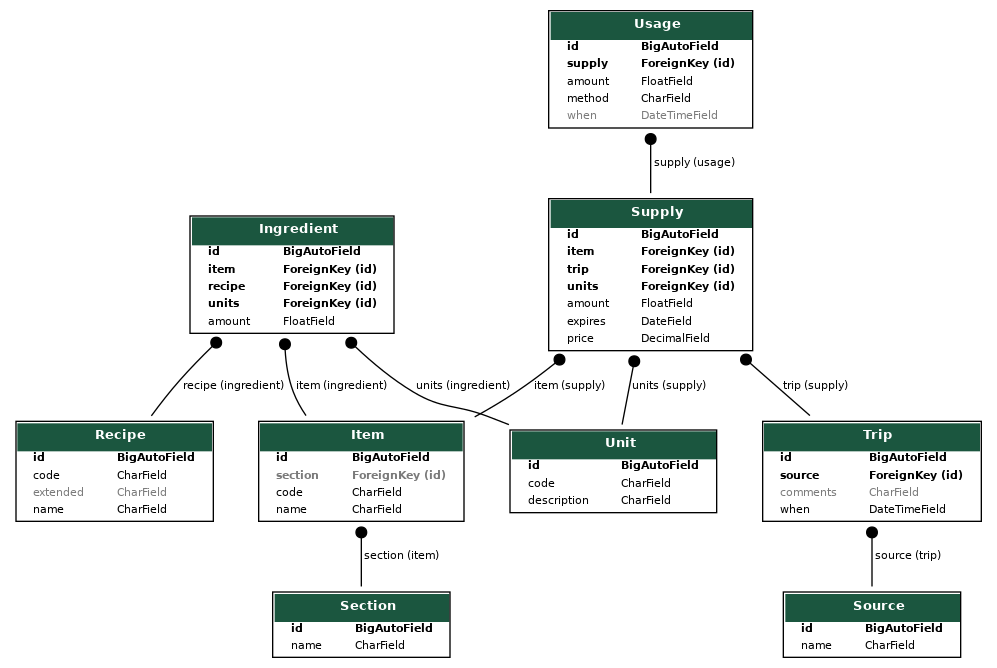 Usage
id BigAutoField
supply ForeignKey (id)
amount FloatField
method CharField
when DateTimeField
supply (usage)
Supply
id BigAutoField
item ForeignKey (id)
trip ForeignKey (id)
units ForeignKey (id)
amount FloatField
expires DateField
price DecimalField
Ingredient
id BigAutoField
item ForeignKey (id)
recipe ForeignKey (id)
units ForeignKey (id)
amount FloatField
recipe (ingredient)
item (ingredient)
units (ingredient)
item (supply)
units (supply)
trip (supply)
Recipe
id BigAutoField
code CharField
extended CharField
name CharField
Item
id BigAutoField
section ForeignKey (id)
code CharField
name CharField
Unit
id BigAutoField
code CharField
description CharField
Trip
id BigAutoField
source ForeignKey (id)
comments CharField
when DateTimeField
section (item)
source (trip)
Section
id BigAutoField
name CharField
Source
id BigAutoField
name CharField